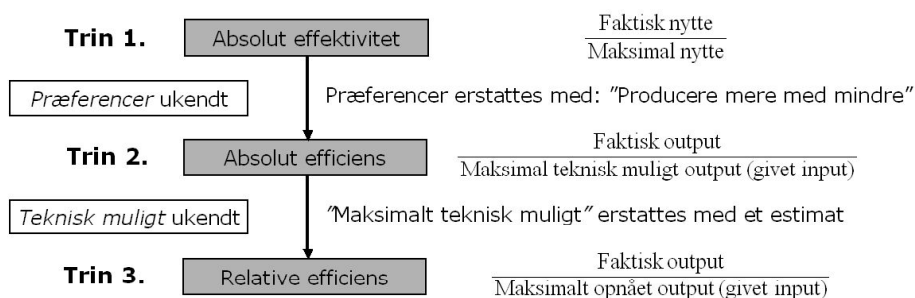 Trin 1.
Absolut effektivitet
Faktisk nytte
Maksimal nytte
Præferencer ukendt
Præferencer erstattes med: ”Producere mere med mindre”
Trin 2.
Absolut efficiens
Faktisk output
Maksimal teknisk muligt output (givet input)
Teknisk muligt ukendt
”Maksimalt teknisk muligt” erstattes med et estimat
Trin 3.
Relative efficiens
Faktisk output
Maksimalt opnået output (givet input)